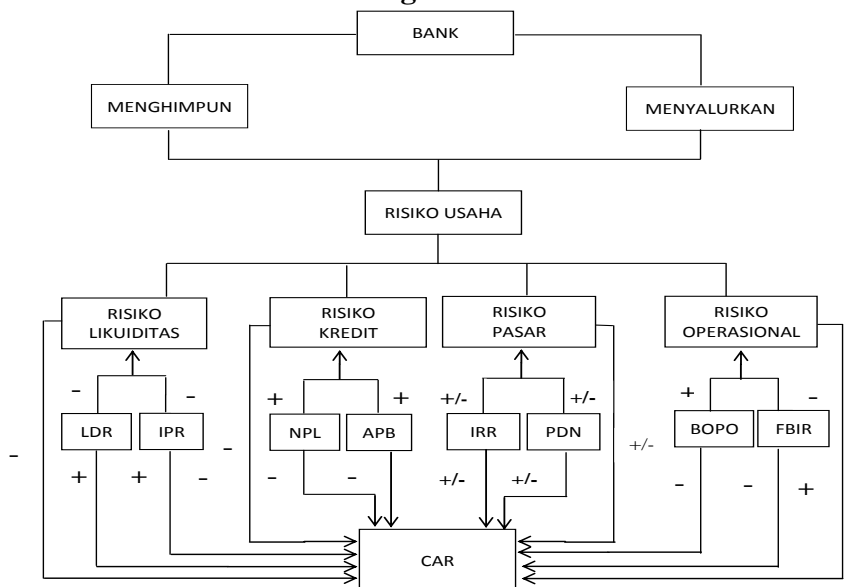 BANK
MENGHIMPUN
MENYALURKAN
RISIKO USAHA
RISIKO
LIKUIDITAS
RISIKO
KREDIT
RISIKO
PASAR
RISIKO
OPERASIONAL
- - + + +/- +/- + -
LDR IPR NPL APB IRR PDN BOPO FBIR
- - +/-
+ + - - - +/- +/- - - +
CAR